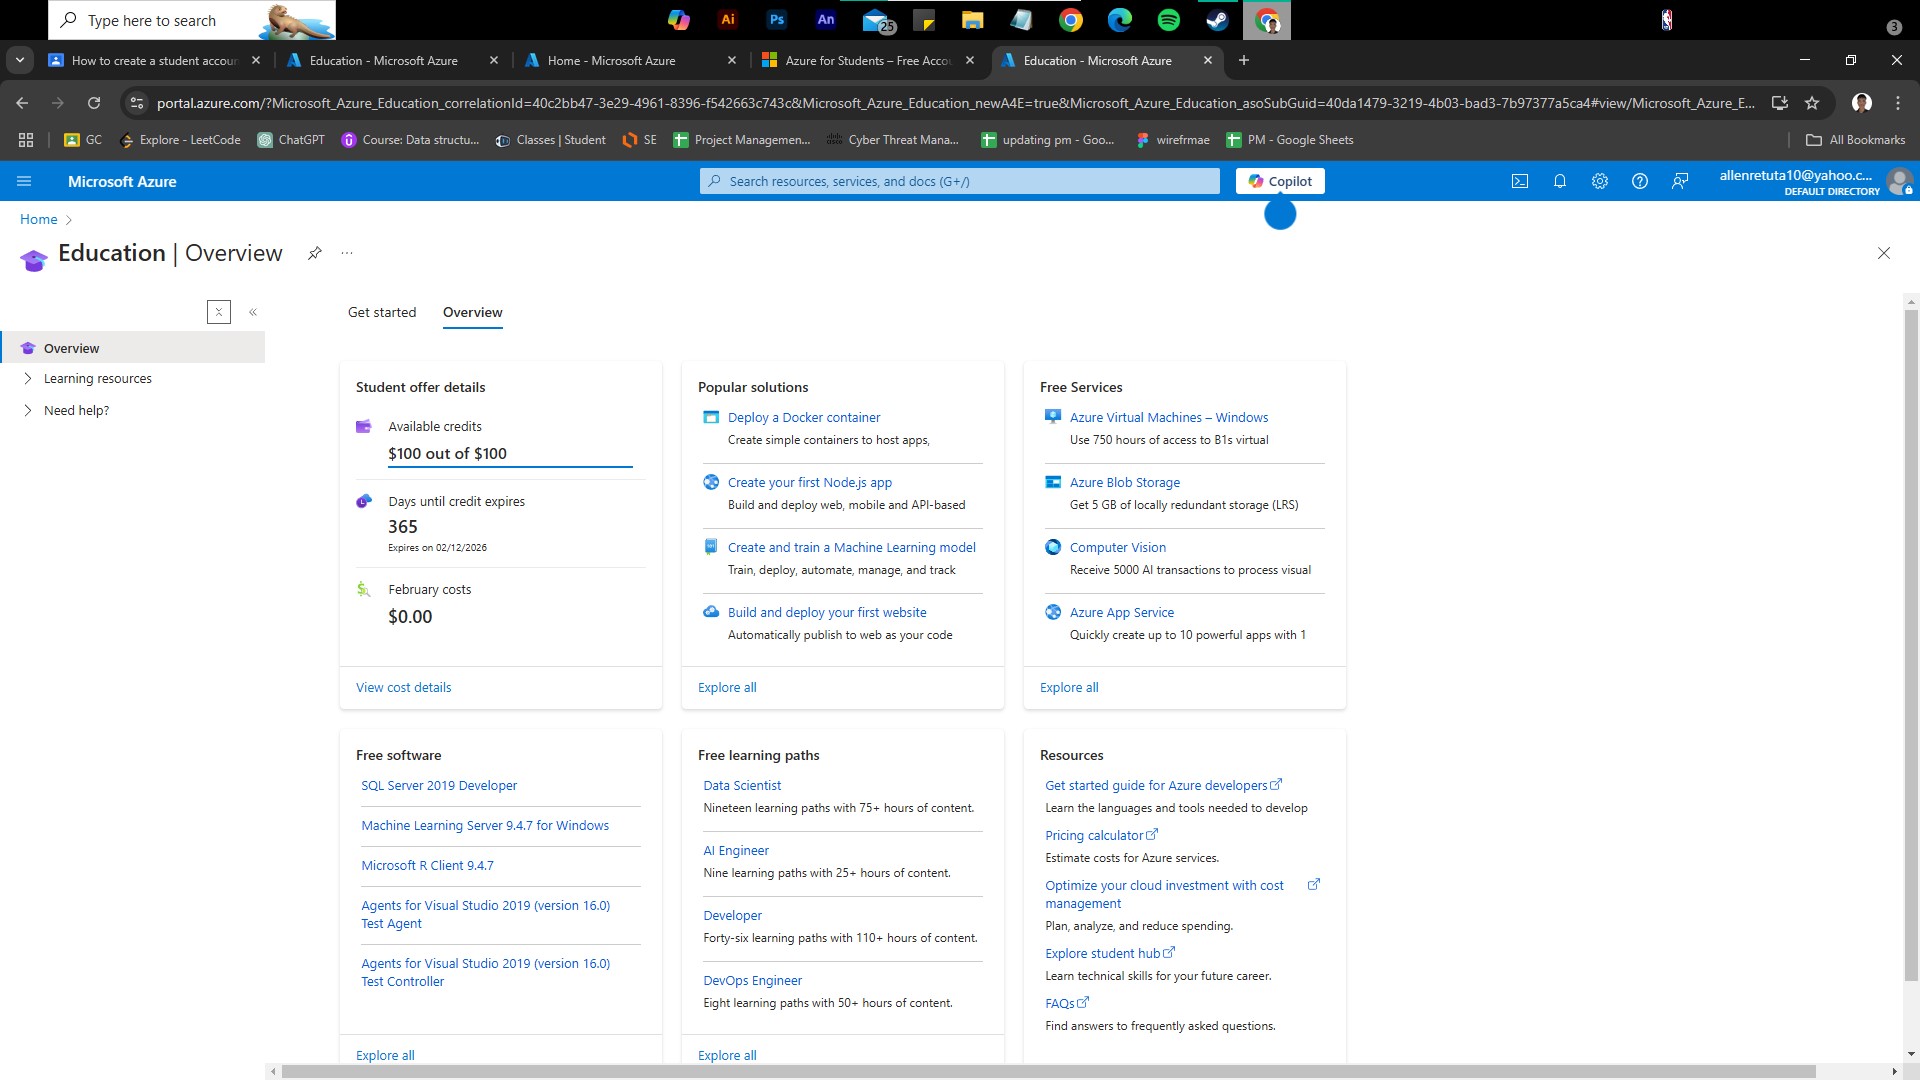 Type here to search
Ai
Ps
An
25
3
How to create a student accoun
Education - Microsoft Azure
Home - Microsoft Azure
Azure for Students – Free Accou
Education - Microsoft Azure
portal.azure.com/?Microsoft_Azure_Education_correlationId=40c2bb47-3e29-4961-8396-f542663c743c&Microsoft_Azure_Education_newA4E=true&Microsoft_Azure_Education_asoSubGuid=40da1479-3219-4b03-bad3-7b97377a5ca4#view/Microsoft_Azure_E...
GC
Explore - LeetCode
ChatGPT
Course: Data structu...
Classes | Student
SE
Project Managemen...
Cyber Threat Mana...
updating pm - Goo...
wirefrmae
PM - Google Sheets
All Bookmarks
Microsoft Azure
Search resources, services, and docs (G+/)
Copilot
allenretuta10@yahoo.c...
DEFAULT DIRECTORY
Home
Education | Overview
Overview
Learning resources
Need help?
Get started
Overview
Student offer details
Available credits
$100 out of $100
Days until credit expires
365
Expires on 02/12/2026
February costs
$0.00
View cost details
Popular solutions
Deploy a Docker container
Create simple containers to host apps,
Create your first Node.js app
Build and deploy web, mobile and API-based
Create and train a Machine Learning model
Train, deploy, automate, manage, and track
Build and deploy your first website
Automatically publish to web as your code
Explore all
Free Services
Azure Virtual Machines – Windows
Use 750 hours of access to B1s virtual
Azure Blob Storage
Get 5 GB of locally redundant storage (LRS)
Computer Vision
Receive 5000 AI transactions to process visual
Azure App Service
Quickly create up to 10 powerful apps with 1
Explore all
Free software
SQL Server 2019 Developer
Machine Learning Server 9.4.7 for Windows
Microsoft R Client 9.4.7
Agents for Visual Studio 2019 (version 16.0)
Test Agent
Agents for Visual Studio 2019 (version 16.0)
Test Controller
Explore all
Free learning paths
Data Scientist
Nineteen learning paths with 75+ hours of content.
AI Engineer
Nine learning paths with 25+ hours of content.
Developer
Forty-six learning paths with 110+ hours of content.
DevOps Engineer
Eight learning paths with 50+ hours of content.
Explore all
Resources
Get started guide for Azure developers
Learn the languages and tools needed to develop
Pricing calculator
Estimate costs for Azure services.
Optimize your cloud investment with cost
management
Plan, analyze, and reduce spending.
Explore student hub
Learn technical skills for your future career.
FAQs
Find answers to frequently asked questions.